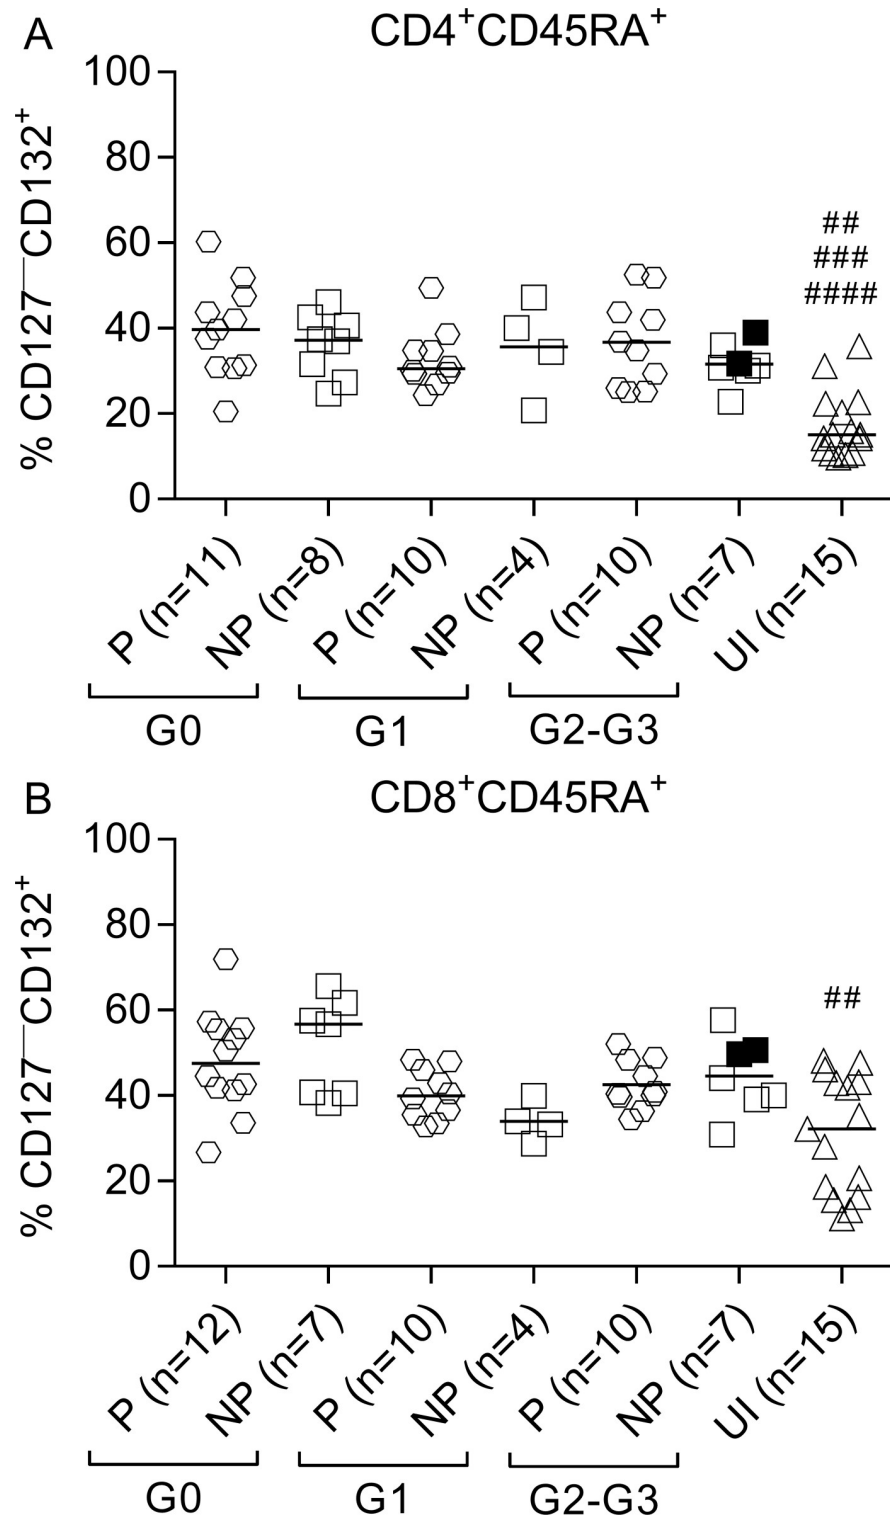 A
CD4⁺CD45RA⁺
% CD127⁻CD132⁺
100
80
60
40
20
0
##
###
####
P (n=11)
NP (n=8)
P (n=10)
NP (n=4)
P (n=10)
NP (n=7)
UI (n=15)
G0
G1
G2-G3
B
CD8⁺CD45RA⁺
% CD127⁻CD132⁺
100
80
60
40
20
0
##
P (n=12)
NP (n=7)
P (n=10)
NP (n=4)
P (n=10)
NP (n=7)
UI (n=15)
G0
G1
G2-G3